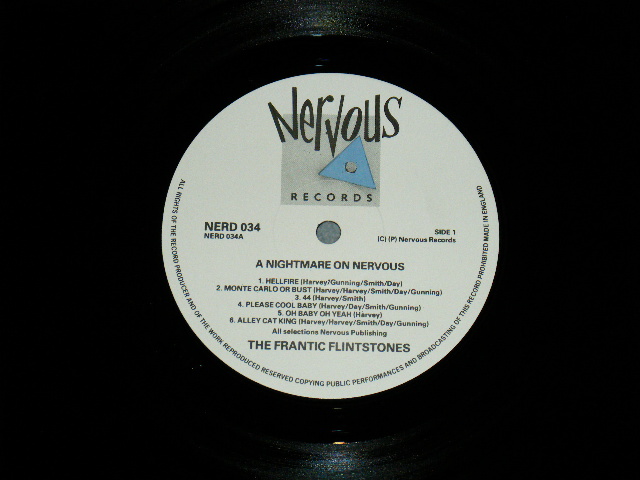 Nervous
RECORDS
NERD 034
NERD 034A
SIDE 1
(C) (P) Nervous Records
A NIGHTMARE ON NERVOUS
1. HELLFIRE (Harvey/Gunning/Smith/Day)
2. MONTE CARLO OR BUST (Harvey/Harvey/Smith/Day/Gunning)
3. 44 (Harvey/Smith)
4. PLEASE COOL BABY (Harvey/Day/Smith/Gunning)
5. OH BABY OH YEAH (Harvey)
6. ALLEY CAT KING (Harvey/Harvey/Smith/Day/Gunning)
All selections Nervous Publishing
THE FRANTIC FLINTSTONES
ALL RIGHTS OF THE RECORD PRODUCER AND OF THE WORK REPRODUCED RESERVED COPYING PUBLIC PERFORMANCES AND BROADCASTING OF THIS RECORD PROHIBITED MADE IN ENGLAND